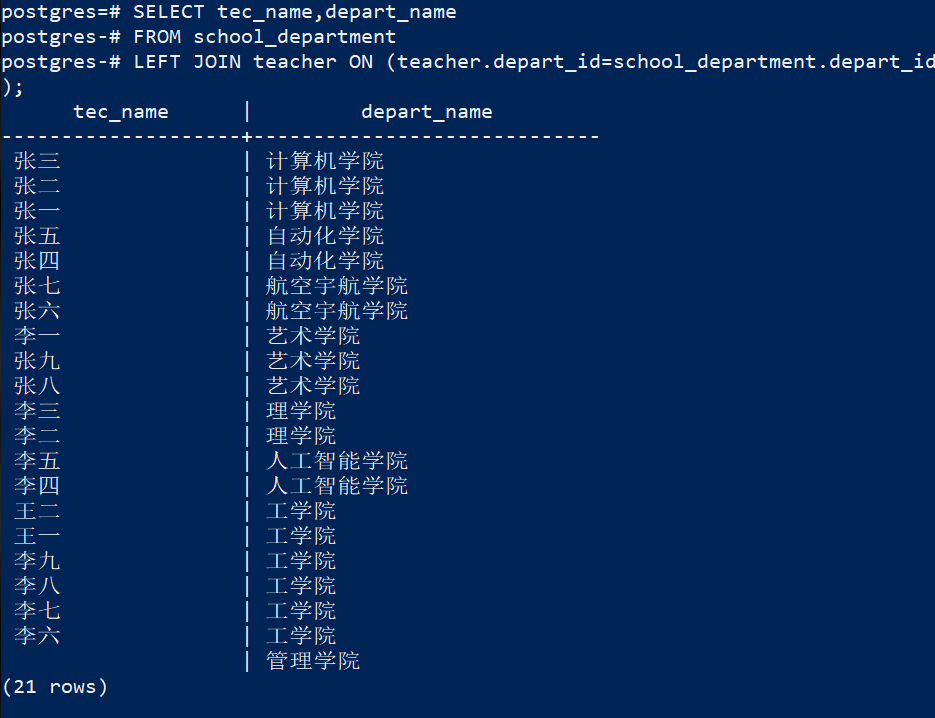 postgres=# SELECT tec_name,depart_name
postgres-# FROM school_department
postgres-# LEFT JOIN teacher ON (teacher.depart_id=school_department.depart_id
);
      tec_name      |         depart_name
--------------------+-----------------------------
 张三               | 计算机学院
 张二               | 计算机学院
 张一               | 计算机学院
 张五               | 自动化学院
 张四               | 自动化学院
 张七               | 航空宇航学院
 张六               | 航空宇航学院
 李一               | 艺术学院
 张九               | 艺术学院
 张八               | 艺术学院
 李三               | 理学院
 李二               | 理学院
 李五               | 人工智能学院
 李四               | 人工智能学院
 王二               | 工学院
 王一               | 工学院
 李九               | 工学院
 李八               | 工学院
 李七               | 工学院
 李六               | 工学院
                    | 管理学院
(21 rows)